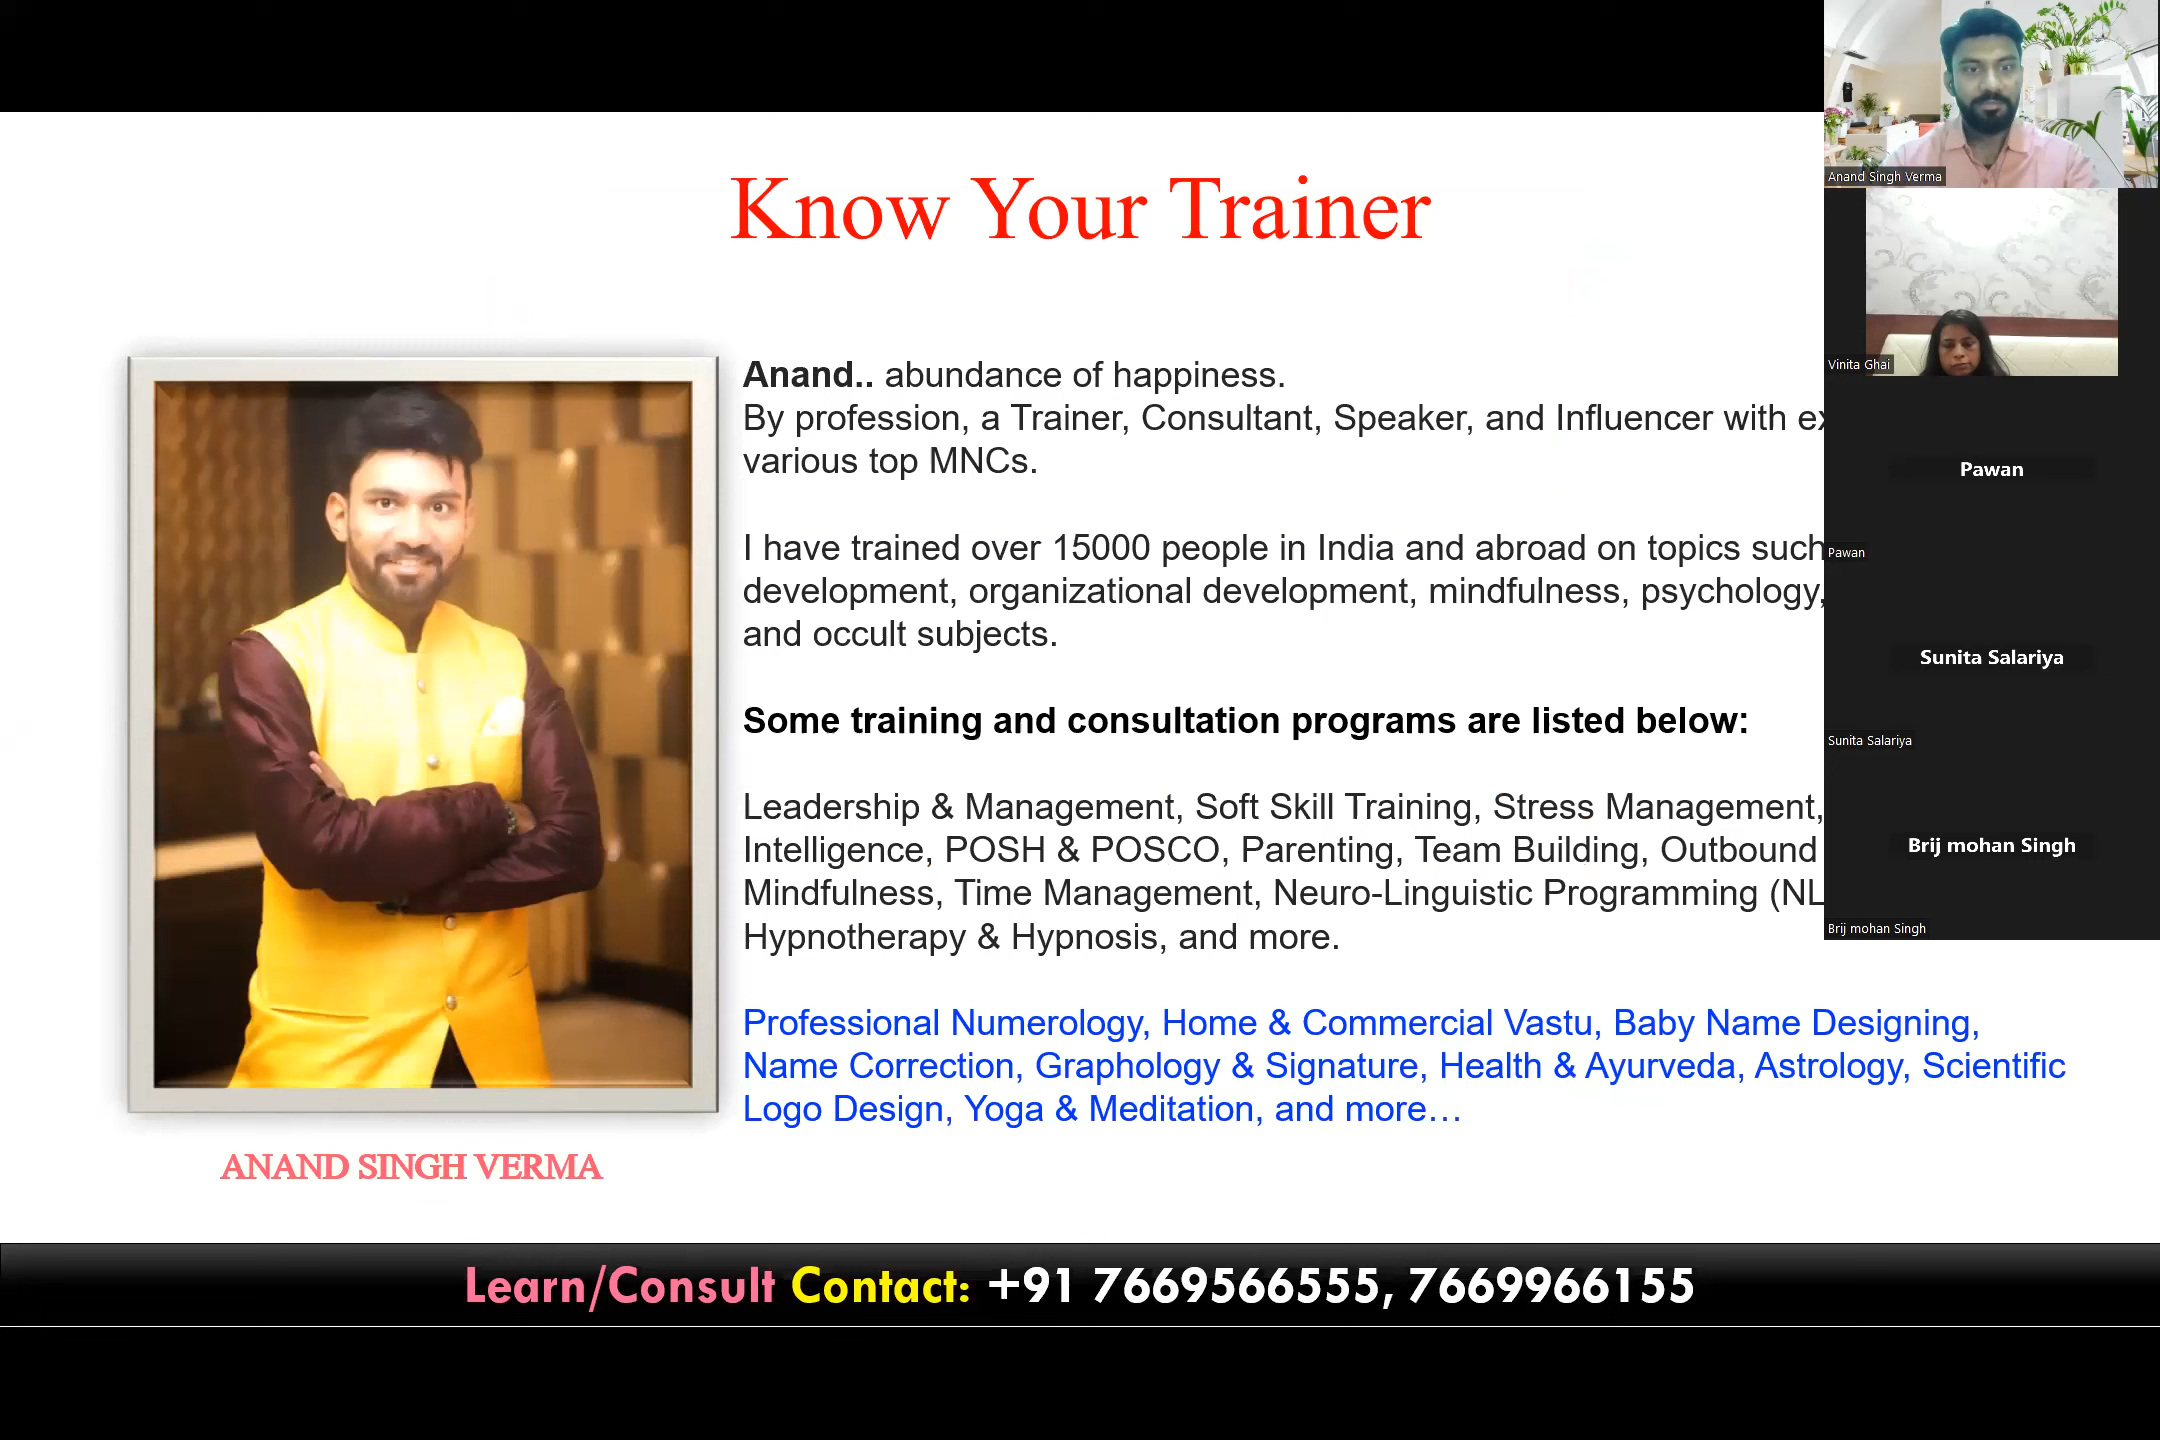 Know Your Trainer
Anand.. abundance of happiness.
By profession, a Trainer, Consultant, Speaker, and Influencer with
various top MNCs.
I have trained over 15000 people in India and abroad on topics such
development, organizational development, mindfulness, psychology,
and occult subjects.
Some training and consultation programs are listed below:
Leadership & Management, Soft Skill Training, Stress Management,
Intelligence, POSH & POSCO, Parenting, Team Building, Outbound
Mindfulness, Time Management, Neuro-Linguistic Programming (NL
Hypnotherapy & Hypnosis, and more.
Professional Numerology, Home & Commercial Vastu, Baby Name Designing,
Name Correction, Graphology & Signature, Health & Ayurveda, Astrology, Scientific
Logo Design, Yoga & Meditation, and more…
ANAND SINGH VERMA
Learn/Consult Contact: +91 7669566555, 7669966155
Anand Singh Verma
Vinita Ghai
Pawan
Pawan
Sunita Salariya
Sunita Salariya
Brij mohan Singh
Brij mohan Singh